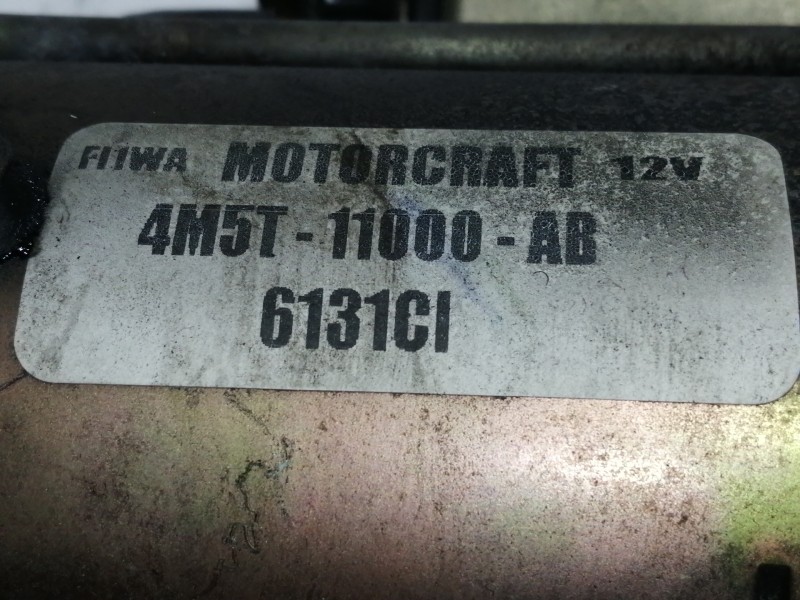 FI1WA MOTORCRAFT 12V
4M5T-11000-AB
6131CI